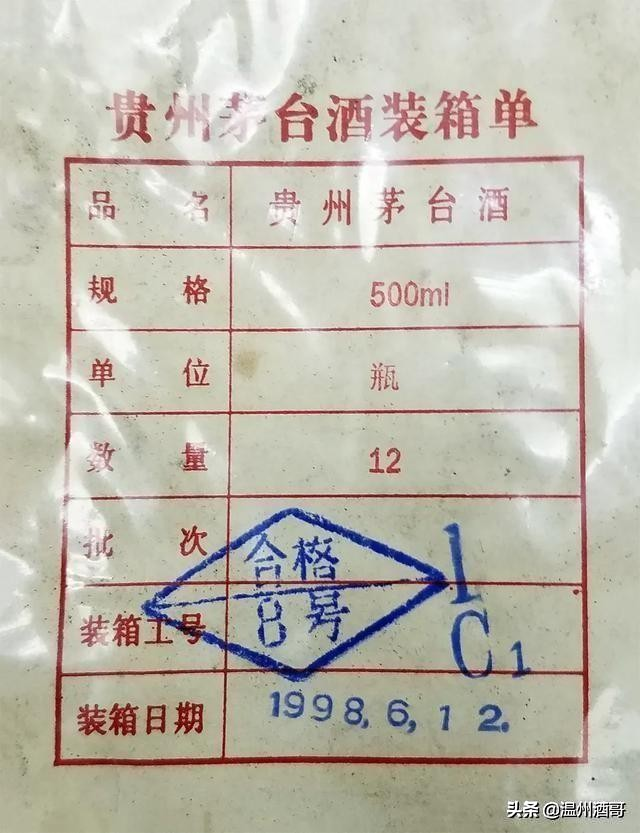 贵州茅台酒装箱单
品名 贵州茅台酒
规格 500ml
单位 瓶
数量 12
批次 1
合格
8号
装箱工号 C1
装箱日期 1998.6.12.
头条 @温州酒哥